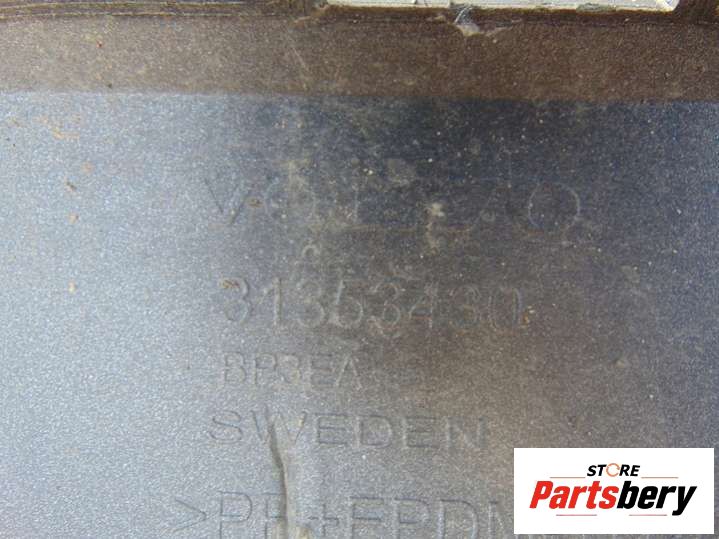 VOLVO
31353430
BP3EA
SWEDEN
>PP+EPDM
STORE
Partsbery